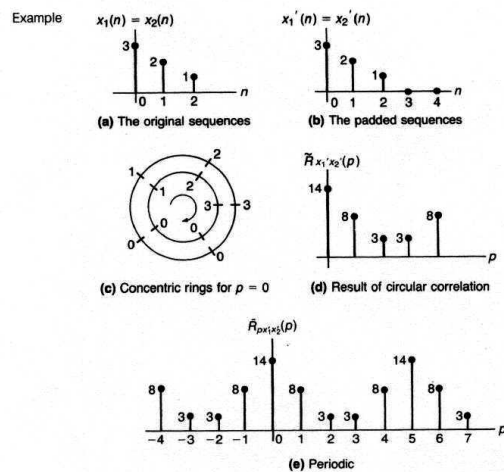 Example
x₁(n) = x₂(n)
3
2
1
0 1 2 n
(a) The original sequences
x₁'(n) = x₂'(n)
3
2
1
0 1 2 3 4 n
(b) The padded sequences
2
1 2
1
3 3
0 0
0 0
(c) Concentric rings for p = 0
R̃x₁'x₂'(p)
14
8 8
3 3
p
(d) Result of circular correlation
R̃px₁'x₂'(p)
14 14
8 8 8 8 8
3 3 3 3 3
-4 -3 -2 -1 0 1 2 3 4 5 6 7 p
(e) Periodic